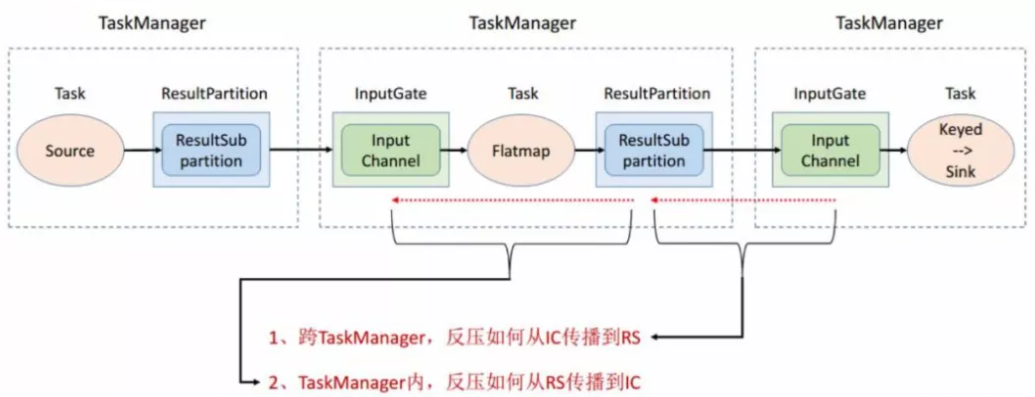 TaskManager
TaskManager
TaskManager
Task
ResultPartition
InputGate
Task
ResultPartition
InputGate
Task
Source
ResultSub
partition
Input
Channel
Flatmap
ResultSub
partition
Input
Channel
Keyed
-->
Sink
1、跨TaskManager，反压如何从IC传播到RS
2、TaskManager内，反压如何从RS传播到IC